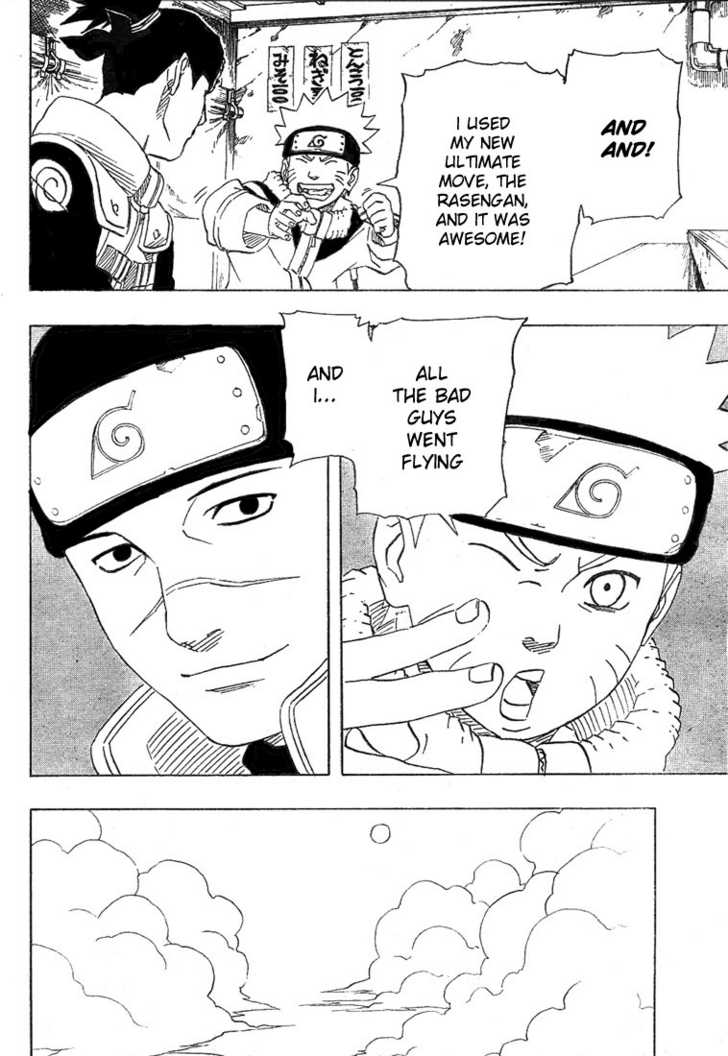 AND
AND!
I USED
MY NEW
ULTIMATE
MOVE, THE
RASENGAN,
AND IT WAS
AWESOME!
とんこつ
ねぎ
みそ
ALL
THE BAD
GUYS
WENT
FLYING
AND
I...